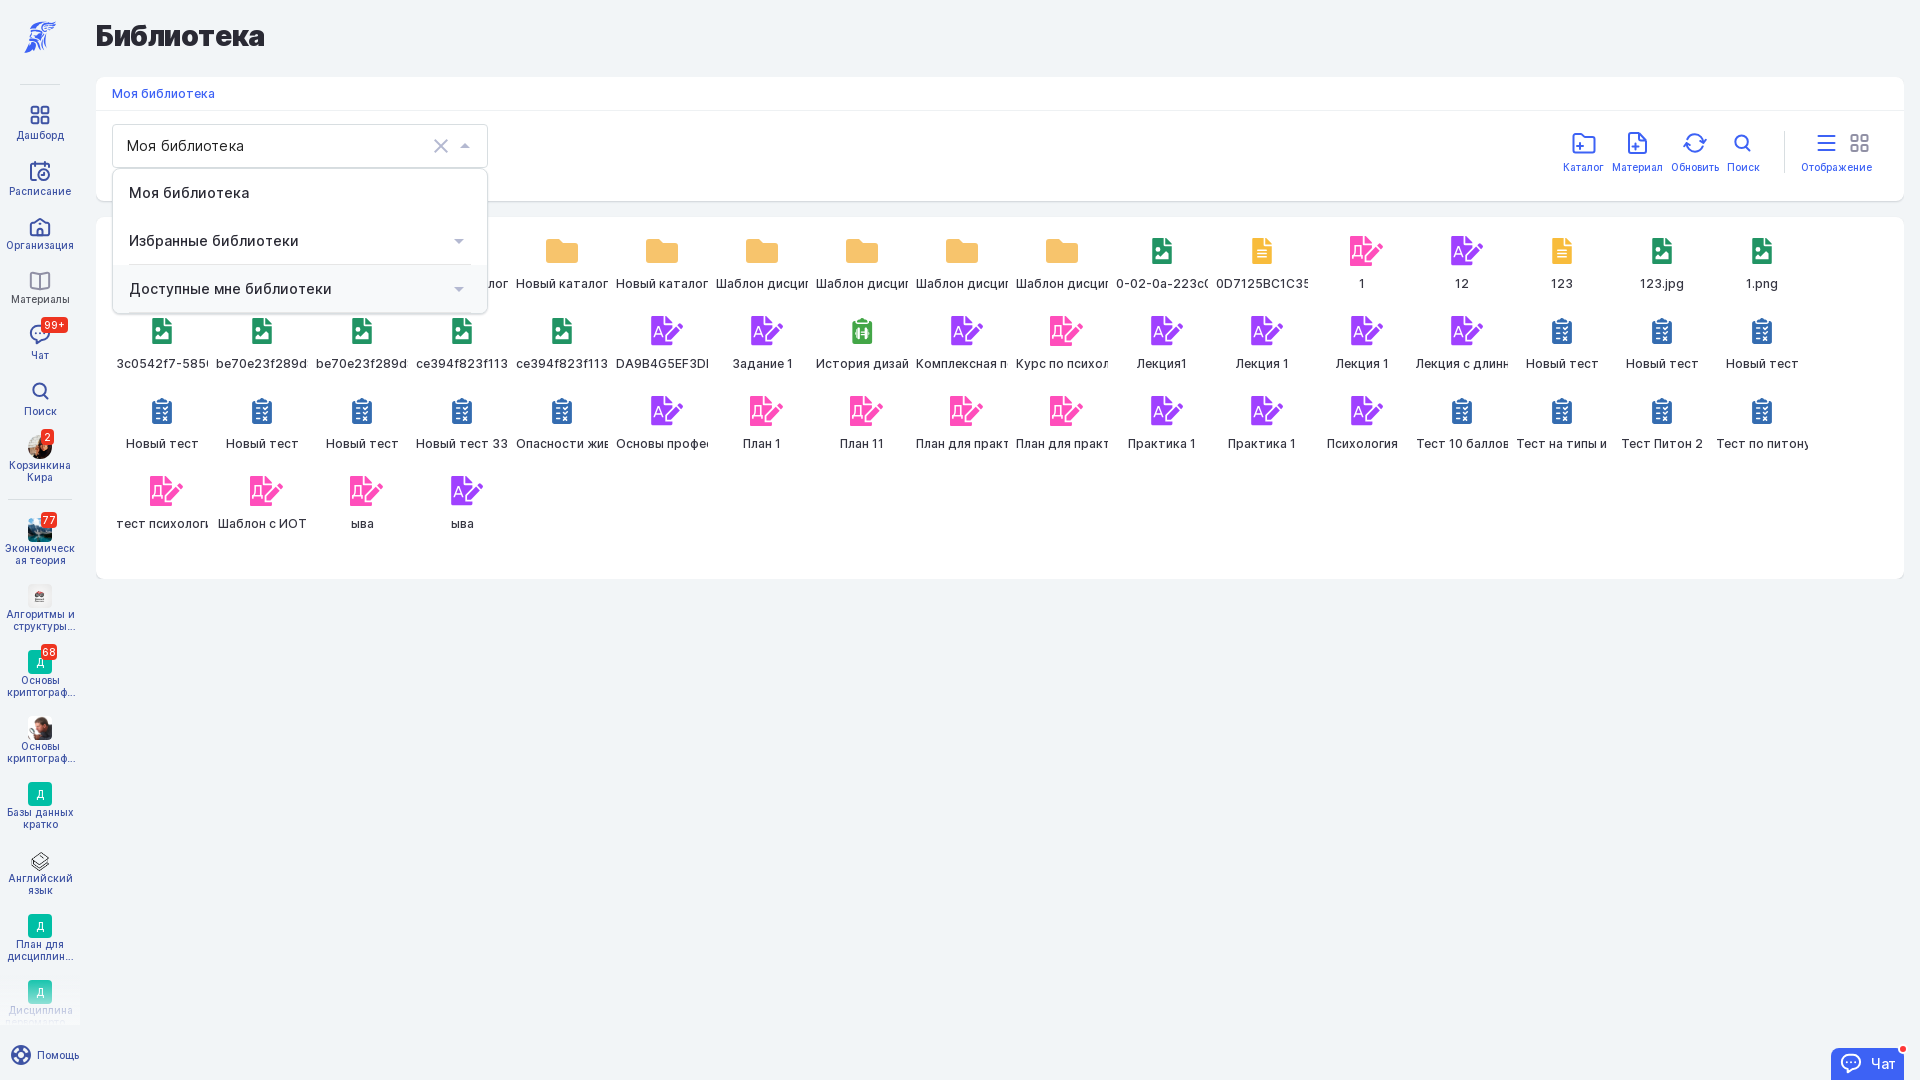 Библиотека
Моя библиотека
Моя библиотека
Каталог
Материал
Обновить
Поиск
Отображение
Моя библиотека
Избранные библиотеки
Доступные мне библиотеки
Дашборд
Расписание
Организация
Материалы
99+
Чат
Поиск
2
Корзинкина
Кира
77
Экономическ
ая теория
Алгоритмы и
структуры...
Д
68
Основы
криптограф...
Основы
криптограф...
Д
Базы данных
кратко
Английский
язык
Д
План для
дисциплин...
Д
Дисциплина
Помощь
лог
Новый каталог
Новый каталог
Шаблон дисцип
Шаблон дисцип
Шаблон дисцип
Шаблон дисцип
0-02-0a-223c0
0D7125BC1C35
1
12
123
123.jpg
1.png
3c0542f7-5850
be70e23f289d
be70e23f289d
ce394f823f113
ce394f823f113
DA9B4G5EF3DI
Задание 1
История дизай
Комплексная п
Курс по психол
Лекция1
Лекция 1
Лекция 1
Лекция с длинн
Новый тест
Новый тест
Новый тест
Новый тест
Новый тест
Новый тест
Новый тест 33
Опасности жив
Основы профес
План 1
План 11
План для практ
План для практ
Практика 1
Практика 1
Психология
Тест 10 баллов
Тест на типы и
Тест Питон 2
Тест по питону
тест психологи
Шаблон с ИОТ
ыва
ыва
Чат